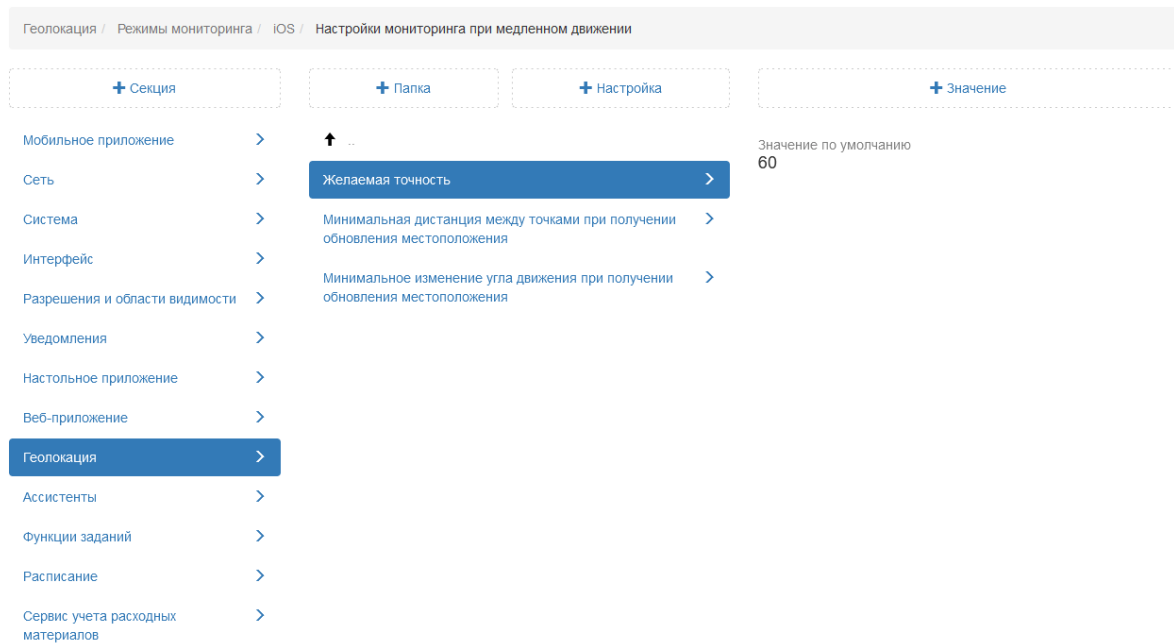 Геолокация / Режимы мониторинга / iOS / Настройки мониторинга при медленном движении
+ Секция
+ Папка
+ Настройка
+ Значение
Мобильное приложение
Сеть
Система
Интерфейс
Разрешения и области видимости
Уведомления
Настольное приложение
Веб-приложение
Геолокация
Ассистенты
Функции заданий
Расписание
Сервис учета расходных
материалов
..
Желаемая точность
Минимальная дистанция между точками при получении
обновления местоположения
Минимальное изменение угла движения при получении
обновления местоположения
Значение по умолчанию
60